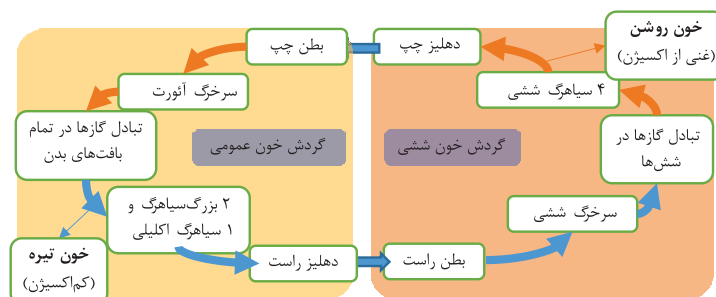 خون روشن
(غنی از اکسیژن)
دهلیز چپ
بطن چپ
۴ سیاهرگ ششی
سرخرگ آئورت
تبادل گازها در
شش‌ها
تبادل گازها در تمام
بافت‌های بدن
گردش خون ششی
گردش خون عمومی
سرخرگ ششی
۲ بزرگ‌سیاهرگ و
۱ سیاهرگ اکلیلی
بطن راست
دهلیز راست
خون تیره
(کم‌اکسیژن)